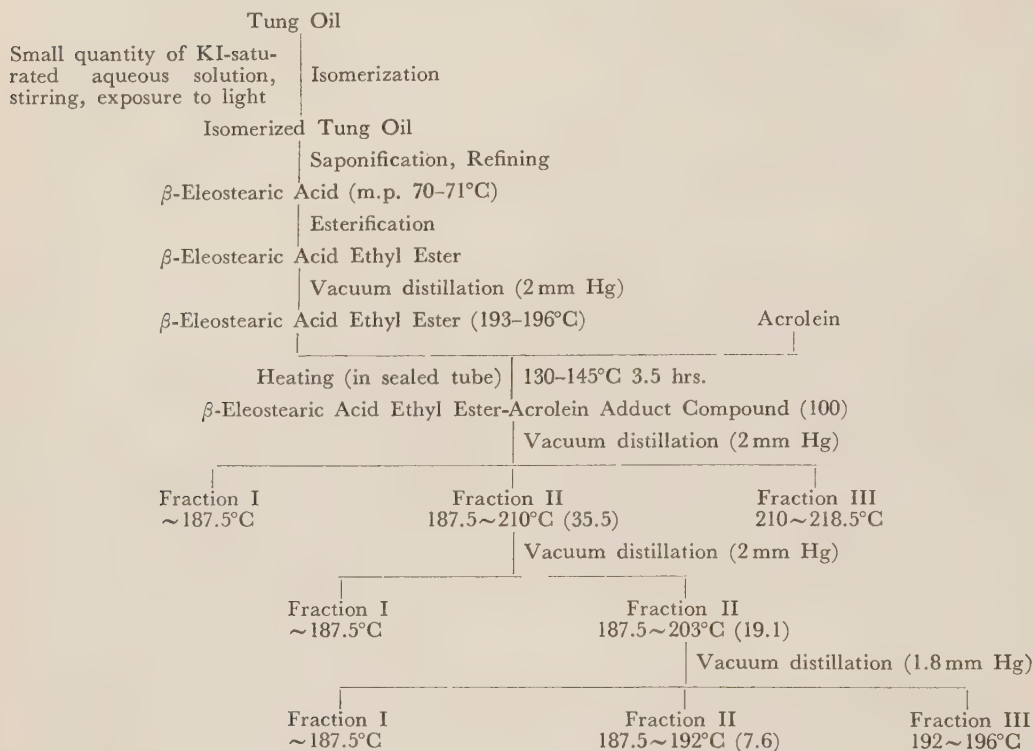 Tung Oil
Small quantity of KI-satu-
rated aqueous solution,
stirring, exposure to light
Isomerization
Isomerized Tung Oil
Saponification, Refining
β-Eleostearic Acid (m.p. 70–71°C)
Esterification
β-Eleostearic Acid Ethyl Ester
Vacuum distillation (2 mm Hg)
β-Eleostearic Acid Ethyl Ester (193–196°C)
Acrolein
Heating (in sealed tube)
130–145°C 3.5 hrs.
β-Eleostearic Acid Ethyl Ester-Acrolein Adduct Compound (100)
Vacuum distillation (2 mm Hg)
Fraction I
~187.5°C
Fraction II
187.5~210°C (35.5)
Fraction III
210~218.5°C
Vacuum distillation (2 mm Hg)
Fraction I
~187.5°C
Fraction II
187.5~203°C (19.1)
Vacuum distillation (1.8 mm Hg)
Fraction I
~187.5°C
Fraction II
187.5~192°C (7.6)
Fraction III
192~196°C